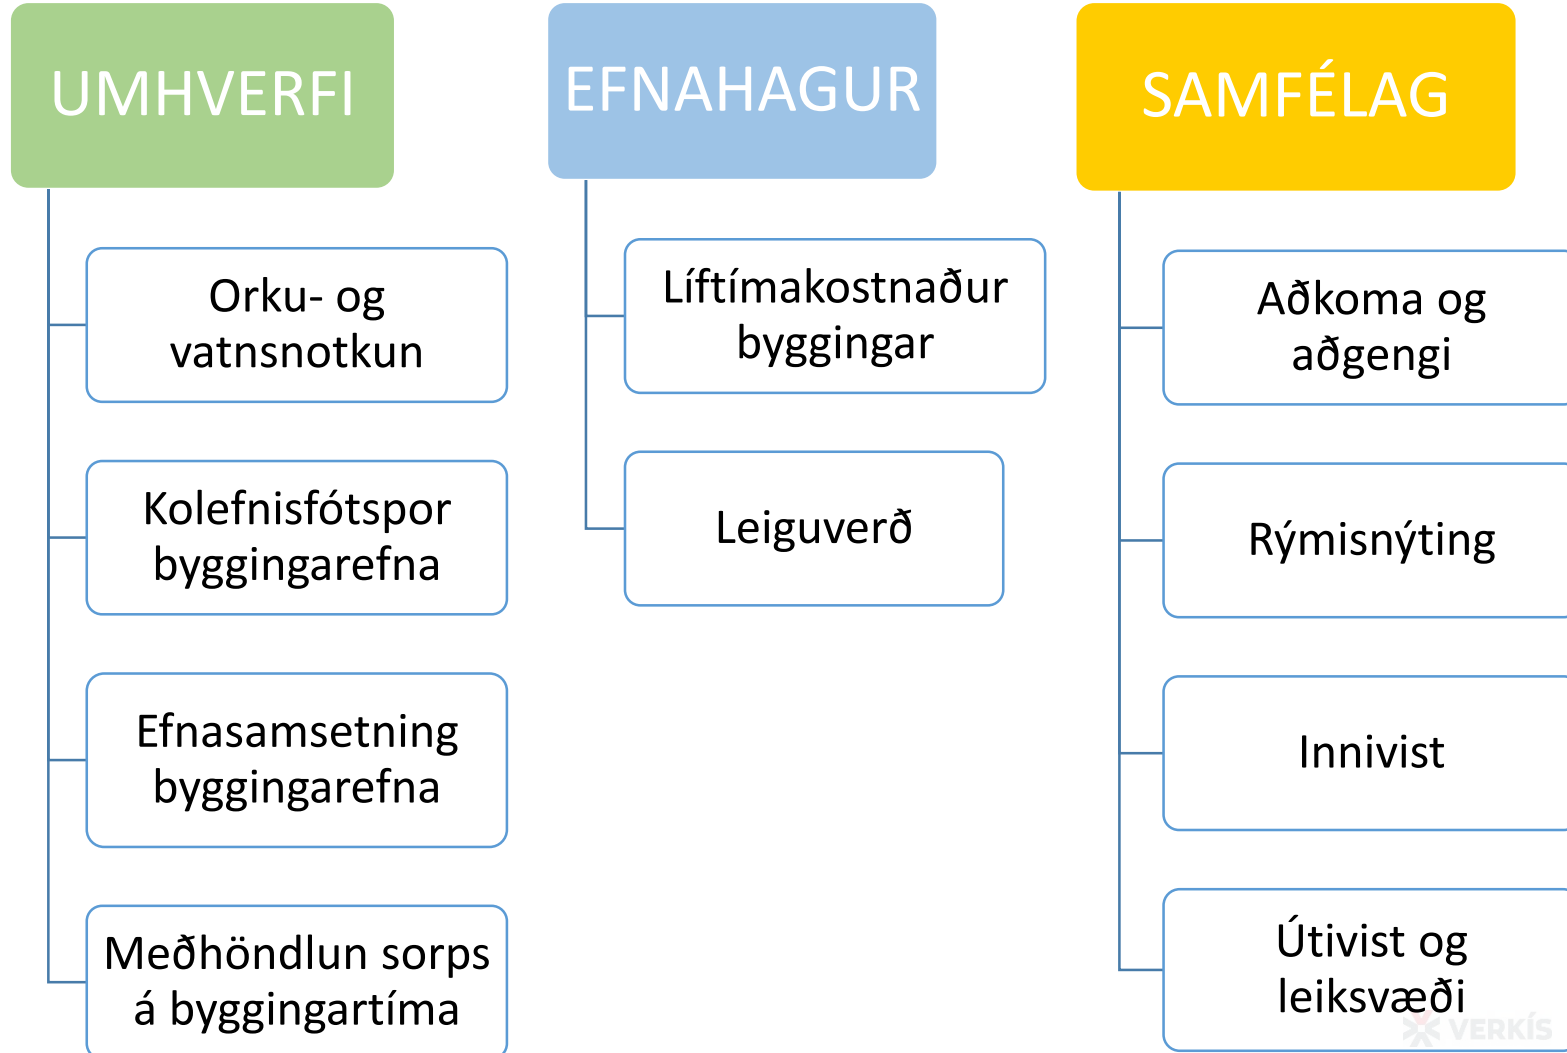 UMHVERFI
Orku- og
vatnsnotkun
Kolefnisfótspor
byggingarefna
Efnasamsetning
byggingarefna
Meðhöndlun sorps
á byggingartíma
EFNAHAGUR
Líftímakostnaður
byggingar
Leiguverð
SAMFÉLAG
Aðkoma og
aðgengi
Rýmisnýting
Innivist
Útivist og
leiksvæði
VERKÍS